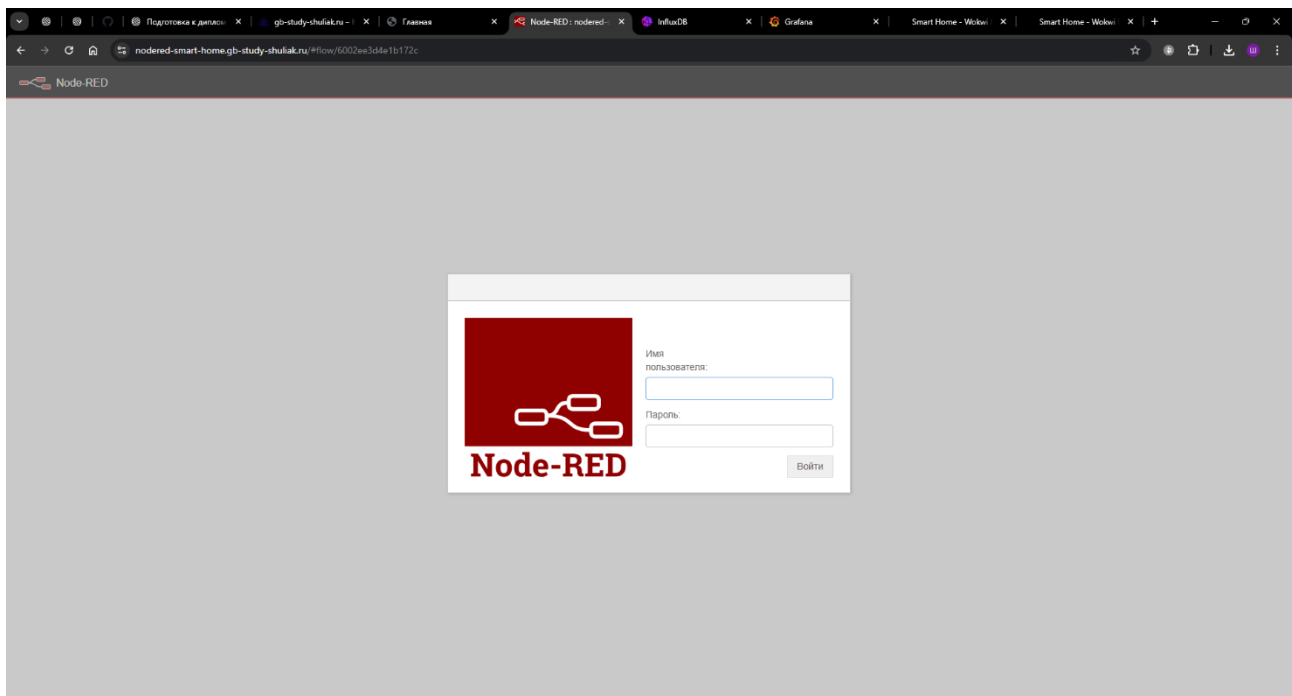 Подготовка к диплом
gb-study-shuliak.ru –
Главная
Node-RED : nodered-s
InfluxDB
Grafana
Smart Home - Wokwi
Smart Home - Wokwi
nodered-smart-home.gb-study-shuliak.ru/#flow/6002ee3d4e1b172c
Node-RED
Имя
пользователя:
Пароль:
Node-RED
Войти